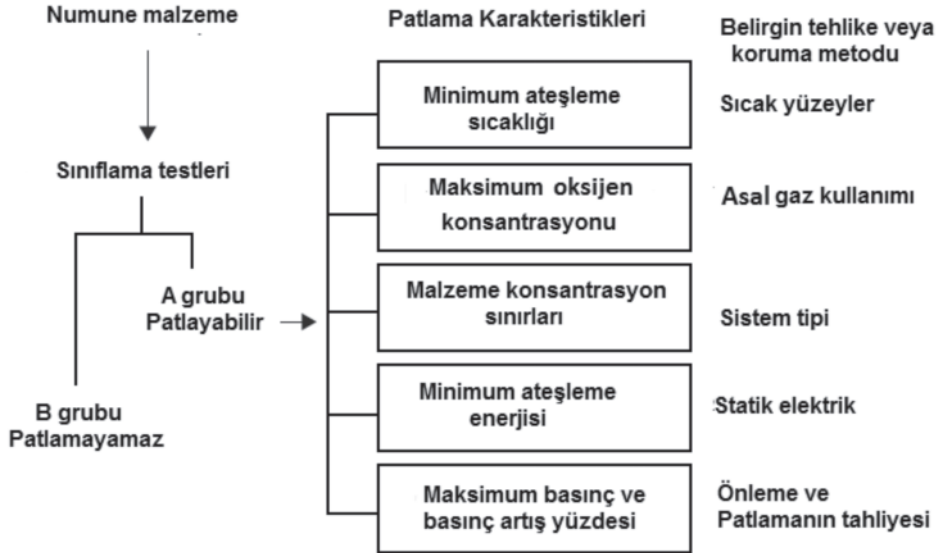 Numune malzeme
Patlama Karakteristikleri
Belirgin tehlike veya
koruma metodu
Sınıflama testleri
A grubu
Patlayabilir
B grubu
Patlamayamaz
Minimum ateşleme
sıcaklığı
Sıcak yüzeyler
Maksimum oksijen
konsantrasyonu
Asal gaz kullanımı
Malzeme konsantrasyon
sınırları
Sistem tipi
Minimum ateşleme
enerjisi
Statik elektrik
Maksimum basınç ve
basınç artış yüzdesi
Önleme ve
Patlamanın tahliyesi